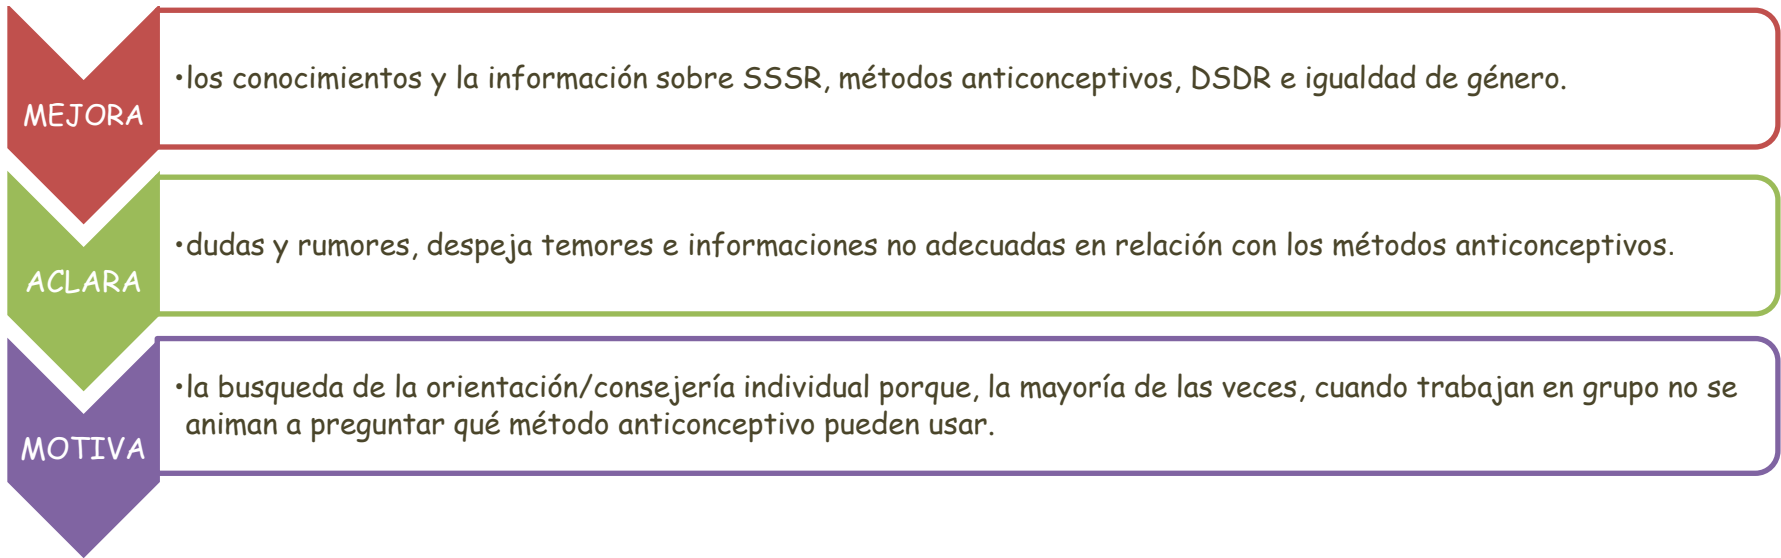 MEJORA
•los conocimientos y la información sobre SSSR, métodos anticonceptivos, DSDR e igualdad de género.
ACLARA
•dudas y rumores, despeja temores e informaciones no adecuadas en relación con los métodos anticonceptivos.
MOTIVA
•la busqueda de la orientación/consejería individual porque, la mayoría de las veces, cuando trabajan en grupo no se
animan a preguntar qué método anticonceptivo pueden usar.